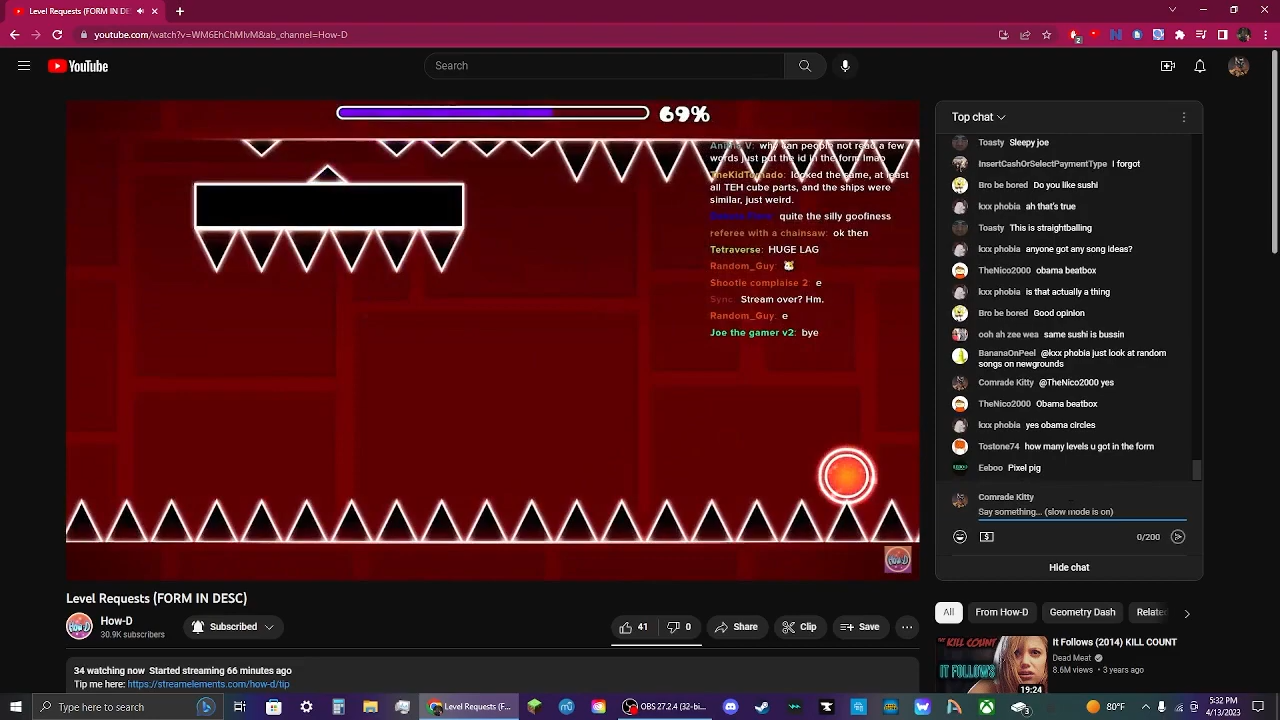 Level Requests (FORM IN DE
youtube.com/watch?v=WM6EhChMIvM&ab_channel=How-D
2
YouTube
Search
69%
why can people not read a few
words just put the id in the form lmao
TheKidTornado: looked the same, at least
all TEH cube parts, and the ships were
similar, just weird.
quite the silly goofiness
referee with a chainsaw: ok then
Tetraverse: HUGE LAG
Random_Guy:
Shootle complaise 2: e
Sync: Stream over? Hm.
Random_Guy: e
Joe the gamer v2: bye
HOW-D
Top chat
Toasty Sleepy joe
InsertCashOrSelectPaymentType I forgot
Bro be bored Do you like sushi
kxx phobia ah that's true
Toasty This is straightballing
kxx phobia anyone got any song ideas?
TheNico2000 obama beatbox
kxx phobia is that actually a thing
Bro be bored Good opinion
ooh ah zee wea same sushi is bussin
BananaOnPeel @kxx phobia just look at random
songs on newgrounds
Comrade Kitty @TheNico2000 yes
TheNico2000 Obama beatbox
kxx phobia yes obama circles
Tostone74 how many levels u got in the form
Eeboo Pixel pig
Comrade Kitty
Say something... (slow mode is on)
0/200
Hide chat
Level Requests (FORM IN DESC)
How-D
30.9K subscribers
Subscribed
41
0
Share
Clip
Save
34 watching now Started streaming 66 minutes ago
Tip me here: https://streamelements.com/how-d/tip
All
From How-D
Geometry Dash
Related
THE KILL COUNT
IT FOLLOWS
19:24
It Follows (2014) KILL COUNT
Dead Meat
8.6M views • 3 years ago
Type here to search
Level Requests (F...
OBS 27.2.4 (32-bi...
80°F
5:32 PM
4/13/2023